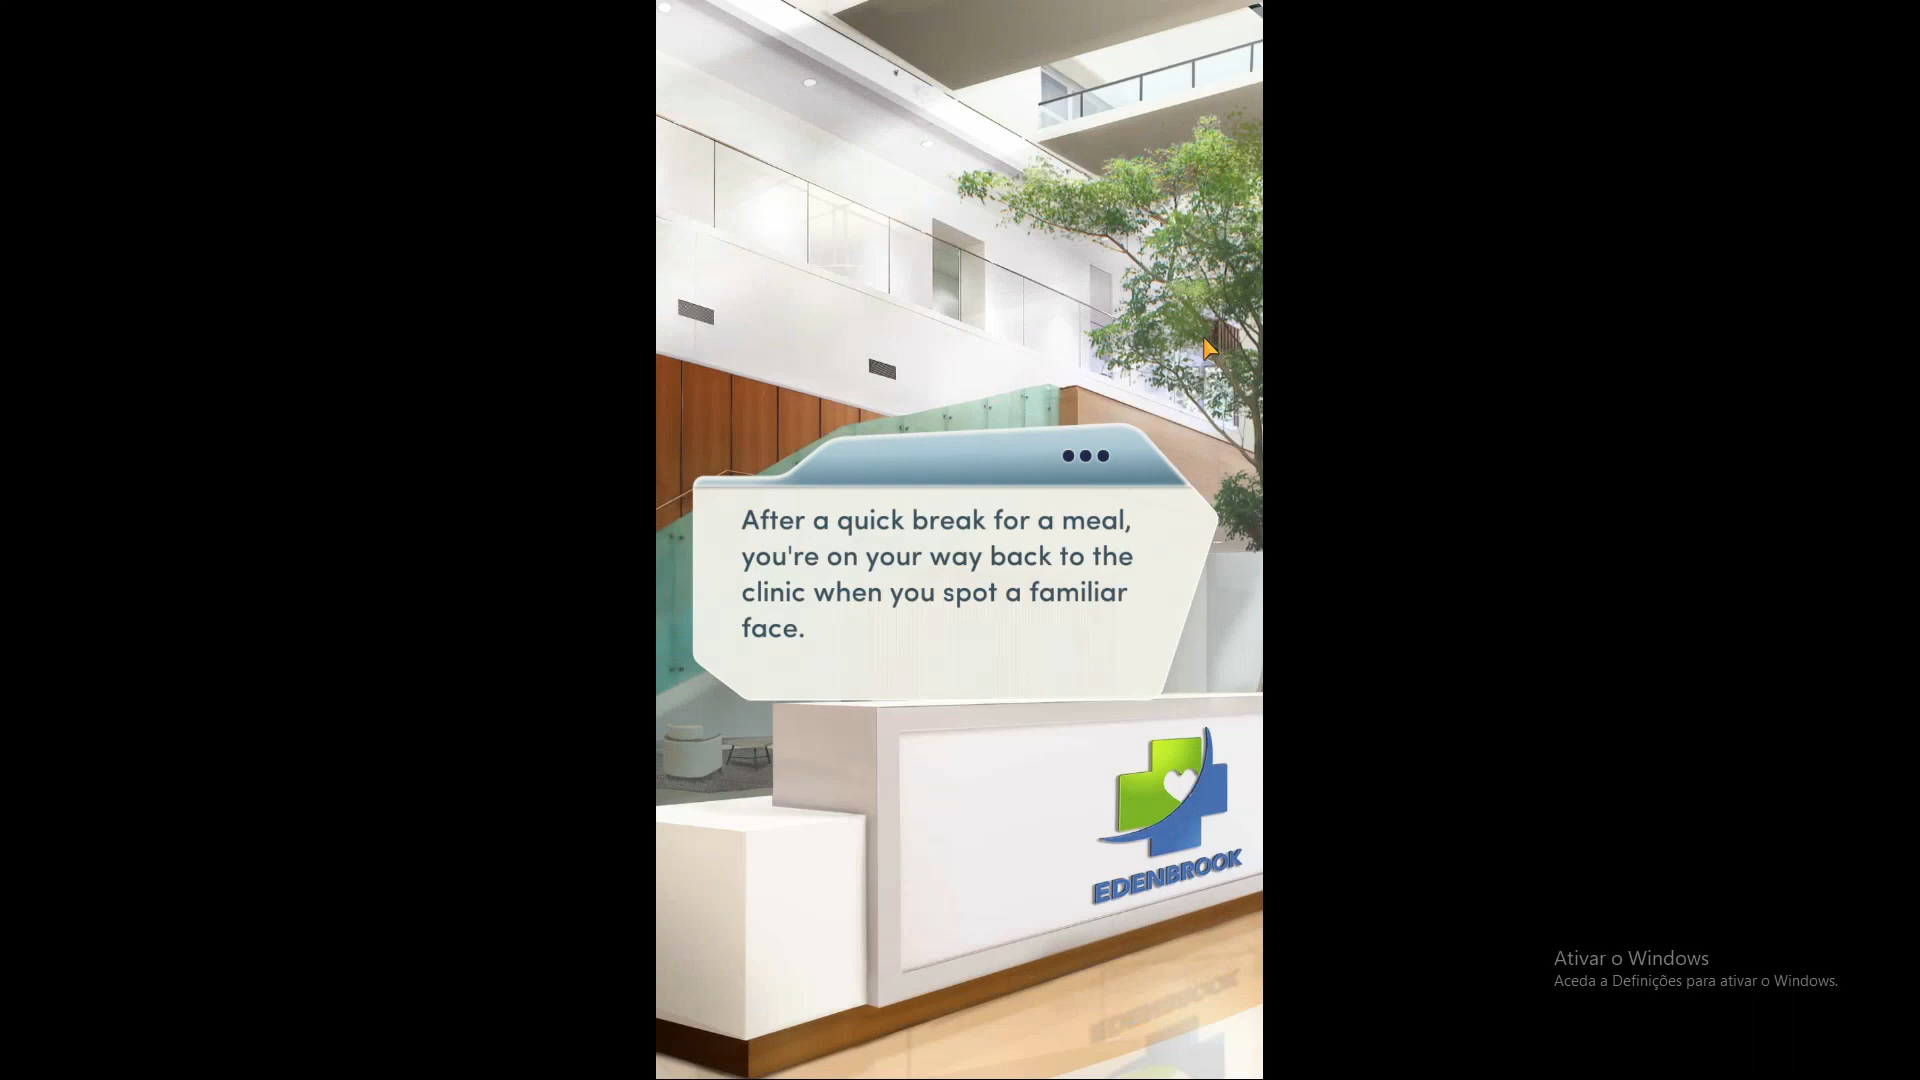 After a quick break for a meal,
you're on your way back to the
clinic when you spot a familiar
face.
EDENBROOK
Ativar o Windows
Aceda a Definições para ativar o Windows.